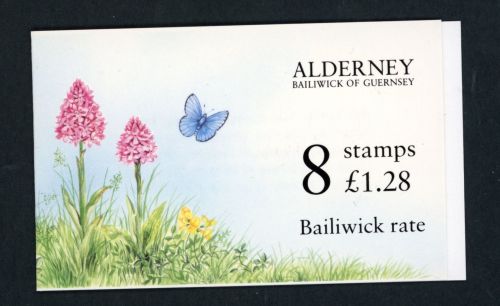 ALDERNEY
BAILIWICK OF GUERNSEY
8 stamps
£1.28
Bailiwick rate